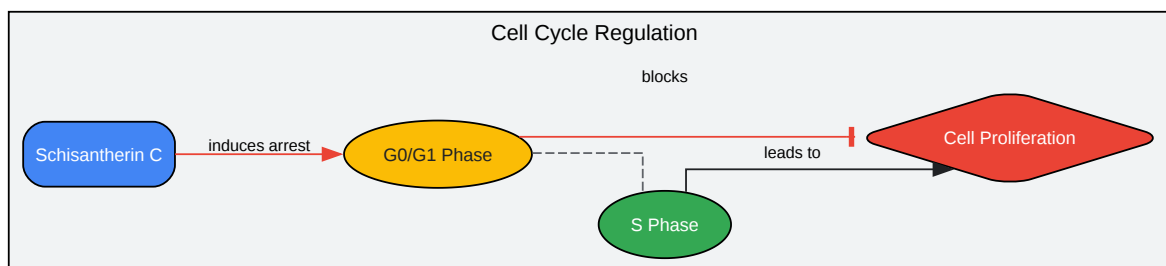 Cell Cycle Regulation
blocks
Schisantherin C
induces arrest
G0/G1 Phase
leads to
Cell Proliferation
S Phase